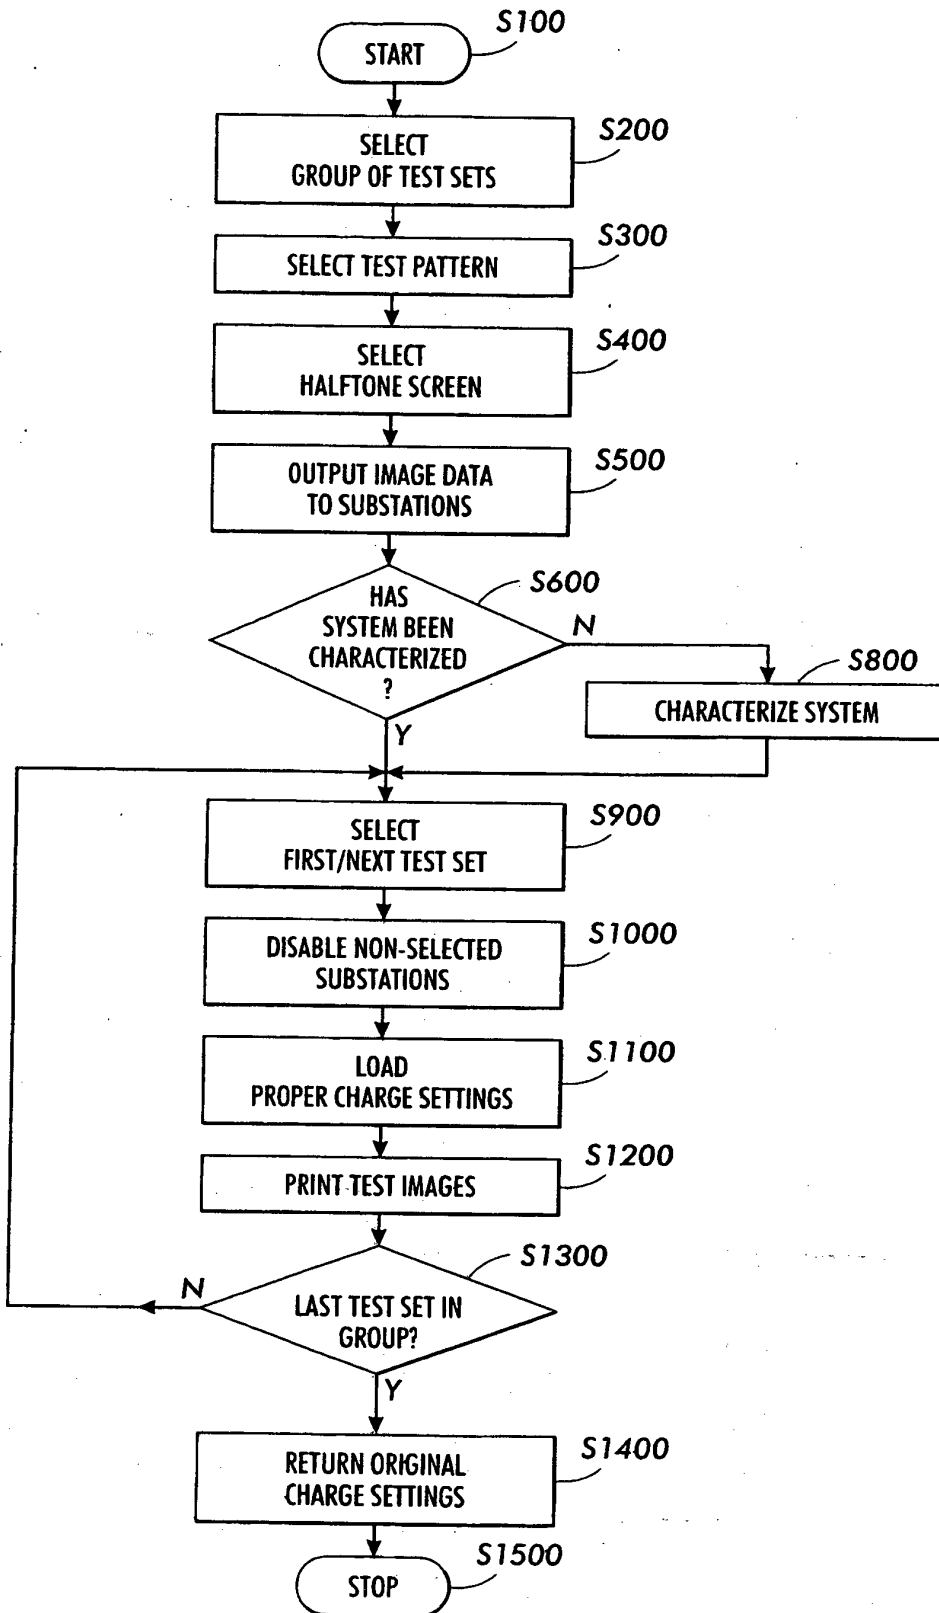 S100
START
S200
SELECT
GROUP OF TEST SETS
S300
SELECT TEST PATTERN
S400
SELECT
HALFTONE SCREEN
S500
OUTPUT IMAGE DATA
TO SUBSTATIONS
S600
HAS
SYSTEM BEEN
CHARACTERIZED
?
N
S800
CHARACTERIZE SYSTEM
Y
S900
SELECT
FIRST/NEXT TEST SET
S1000
DISABLE NON-SELECTED
SUBSTATIONS
S1100
LOAD
PROPER CHARGE SETTINGS
S1200
PRINT TEST IMAGES
S1300
N
LAST TEST SET IN
GROUP?
Y
S1400
RETURN ORIGINAL
CHARGE SETTINGS
S1500
STOP